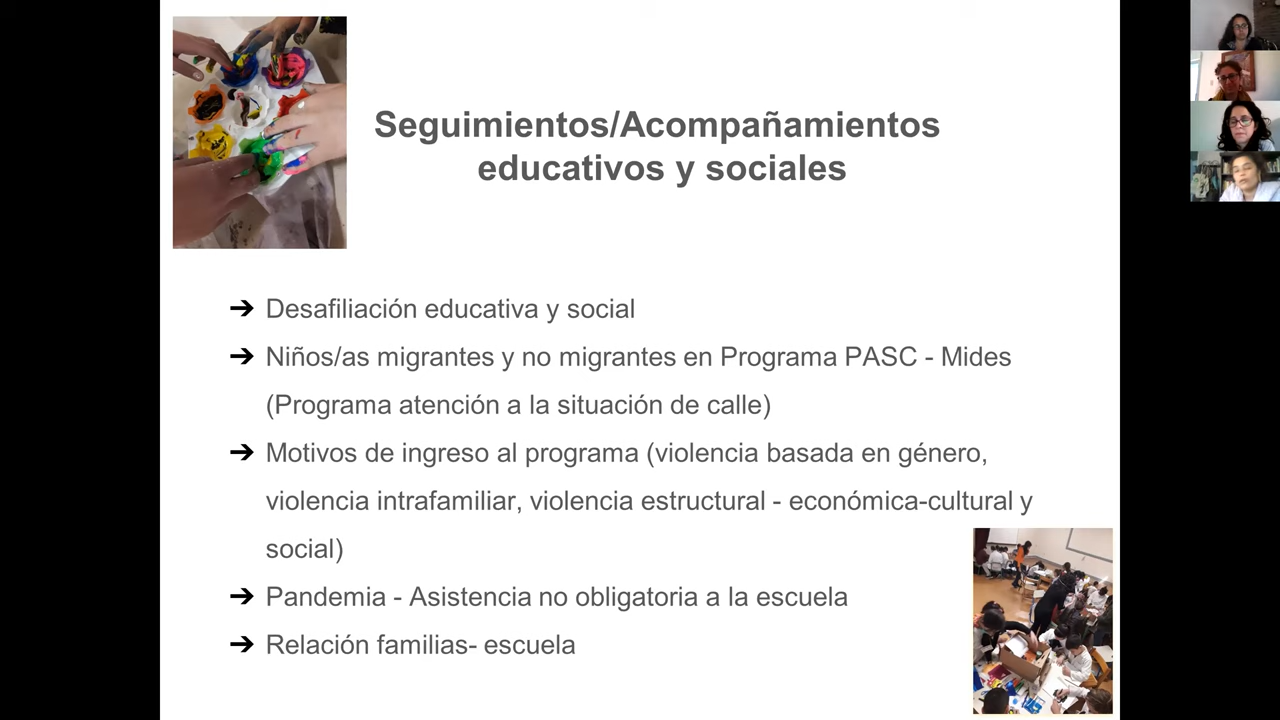 Seguimientos/Acompañamientos
educativos y sociales
➔ Desafiliación educativa y social
➔ Niños/as migrantes y no migrantes en Programa PASC - Mides
(Programa atención a la situación de calle)
➔ Motivos de ingreso al programa (violencia basada en género,
violencia intrafamiliar, violencia estructural - económica-cultural y
social)
➔ Pandemia - Asistencia no obligatoria a la escuela
➔ Relación familias- escuela